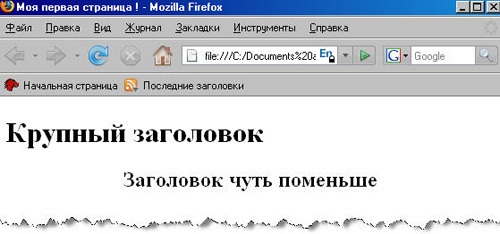 Моя первая страница ! - Mozilla Firefox
Файл Правка Вид Журнал Закладки Инструменты Справка
file:///C:/Documents%20a En G Google
Начальная страница Последние заголовки
Крупный заголовок
Заголовок чуть поменьше